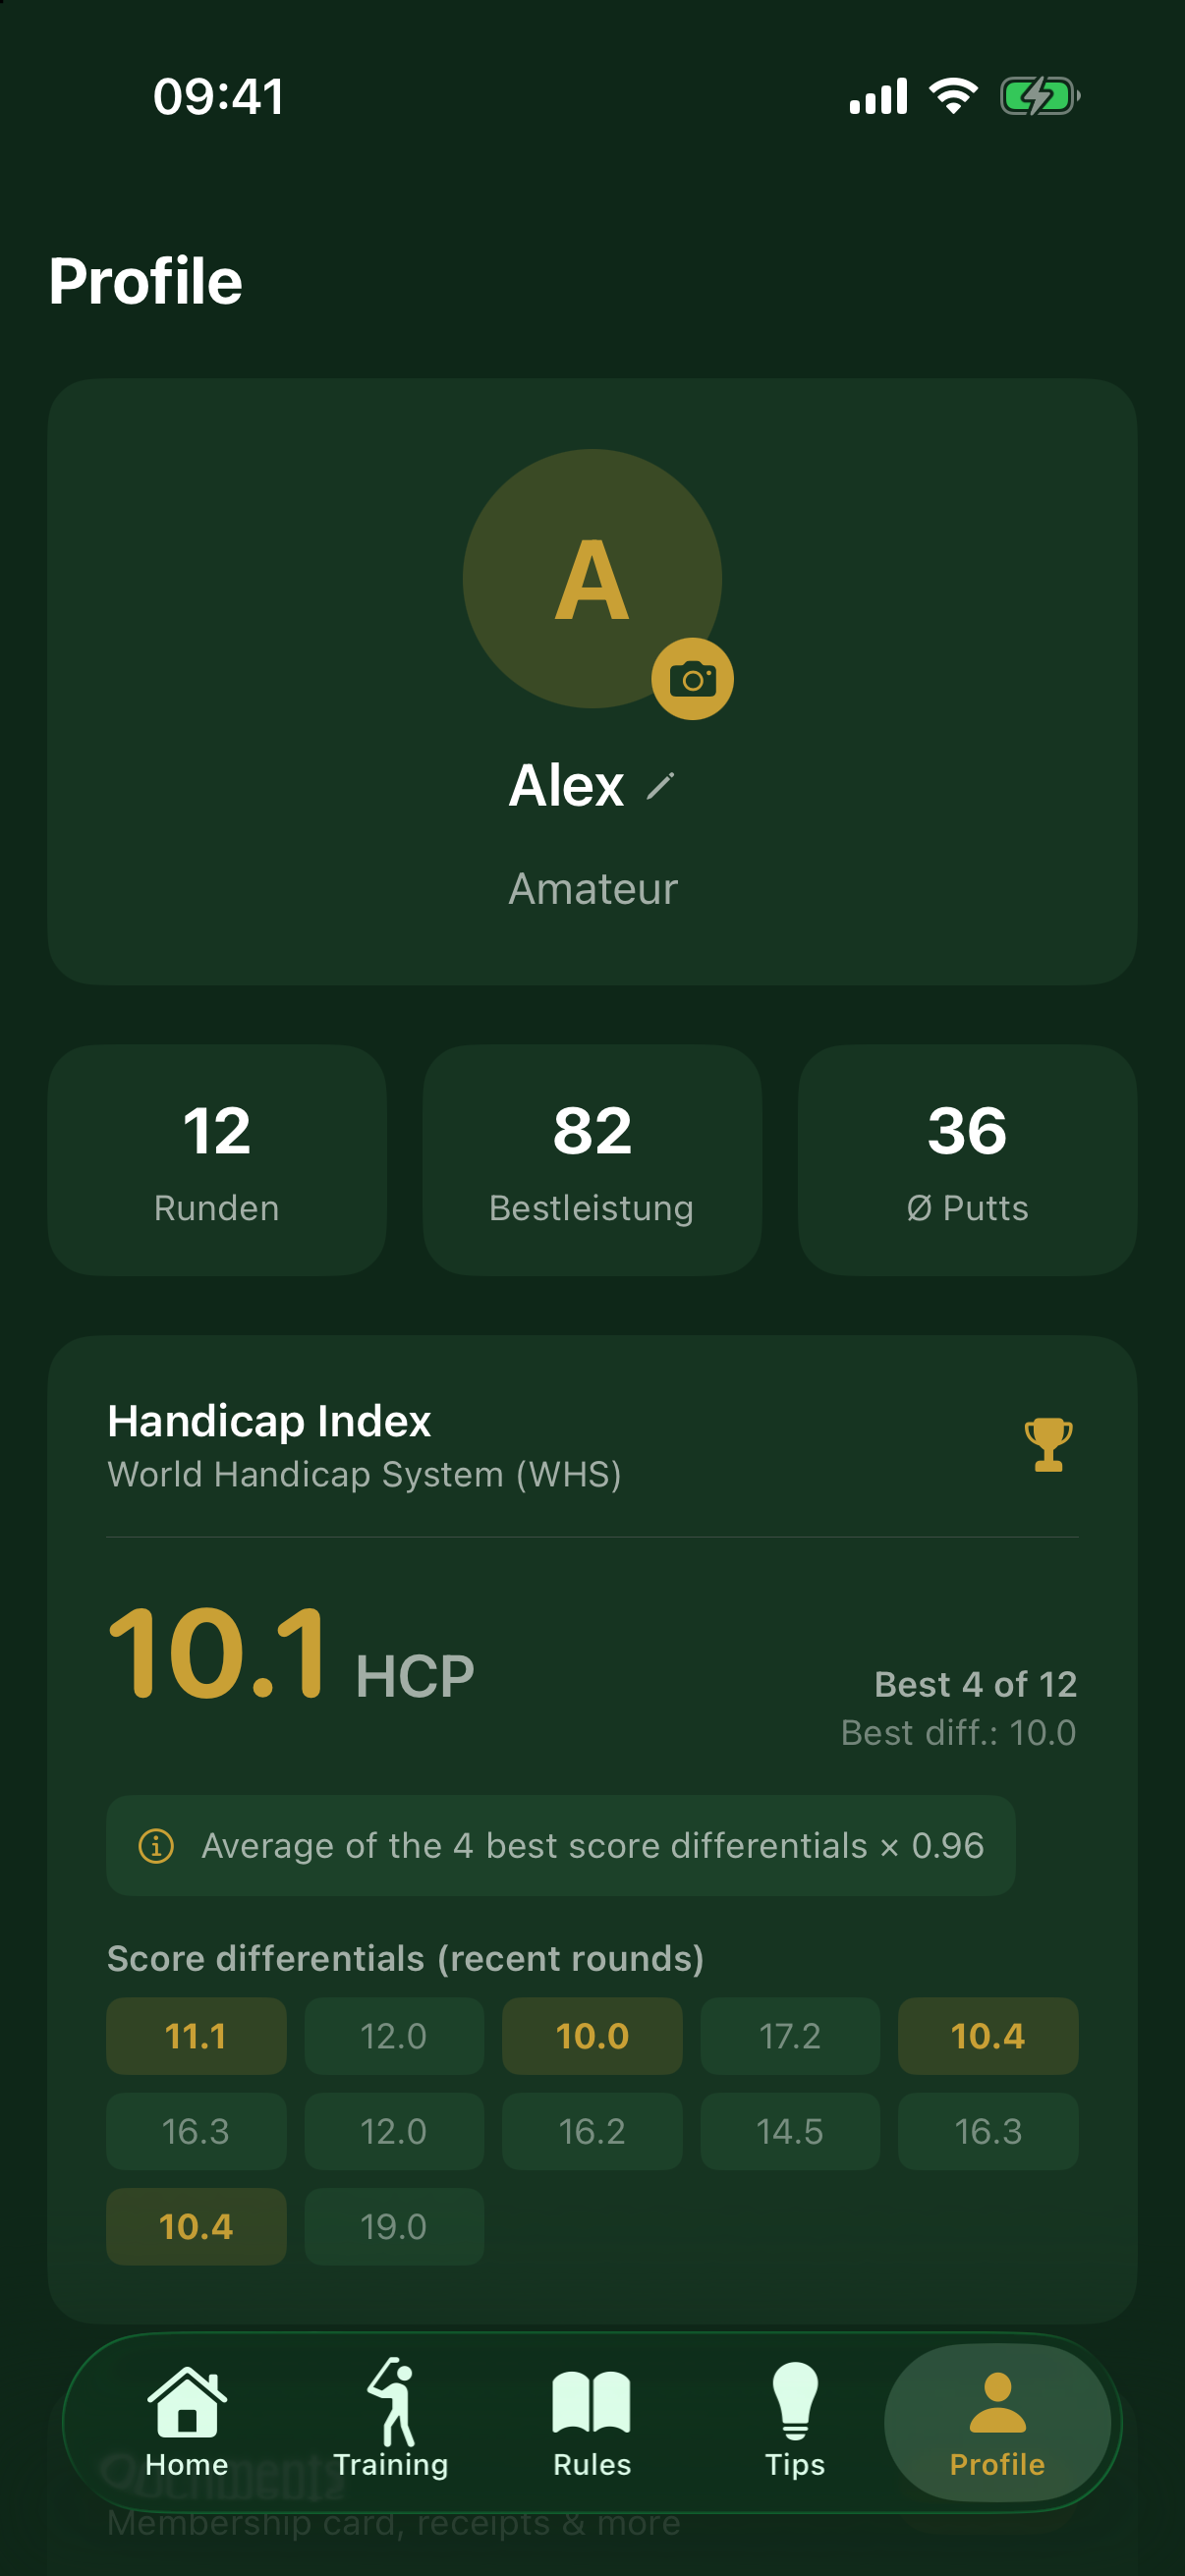 09:41
Profile
A
Alex
Amateur
12
Runden
82
Bestleistung
36
Ø Putts
Handicap Index
World Handicap System (WHS)
10.1 HCP
Best 4 of 12
Best diff.: 10.0
Average of the 4 best score differentials × 0.96
Score differentials (recent rounds)
11.1 12.0 10.0 17.2 10.4
16.3 12.0 16.2 14.5 16.3
10.4 19.0
Home Training Rules Tips Profile
Documents
Membership card, receipts & more